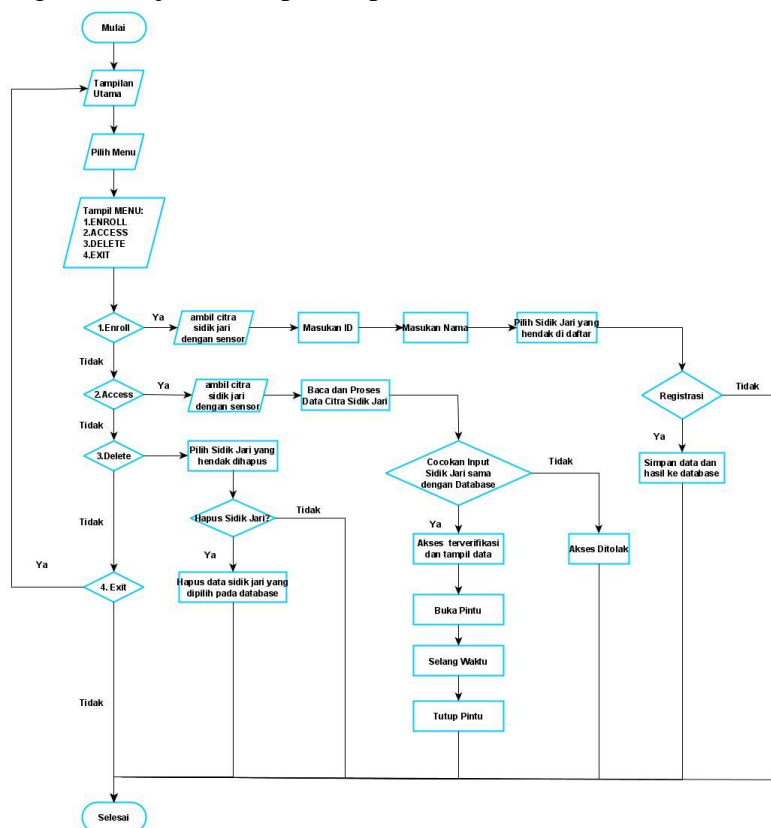 Mulai
Tampilan
Utama
Pilih Menu
Tampil MENU:
1.ENROLL
2.ACCESS
3.DELETE
4.EXIT
1.Enroll
Ya
ambil citra
sidik jari
dengan sensor
Masukan ID
Masukan Nama
Pilih Sidik Jari yang
hendak di daftar
Tidak
2.Access
Ya
ambil citra
sidik jari
dengan sensor
Baca dan Proses
Data Citra Sidik Jari
Registrasi
Tidak
Tidak
Ya
3.Delete
Pilih Sidik Jari yang
hendak dihapus
Cocokan Input
Sidik Jari sama
dengan Database
Tidak
Simpan data dan
hasil ke database
Tidak
Hapus Sidik Jari?
Tidak
Ya
Ya
Akses terverifikasi
dan tampil data
Akses Ditolak
Ya
4. Exit
Hapus data sidik jari yang
dipilih pada database
Buka Pintu
Selang Waktu
Tidak
Tutup Pintu
Selesai